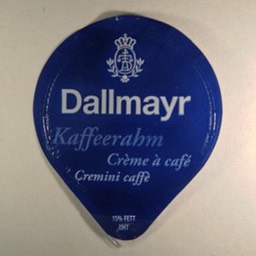 Dallmayr
Kaffeerahm
Crème à café
Cremini caffè
15% FETT